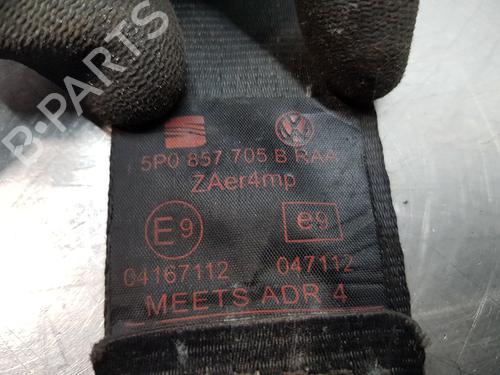 5P0 857 705 B RAA
ZAer4mp
E9 e9
04167112 047112
MEETS ADR 4
B-PARTS